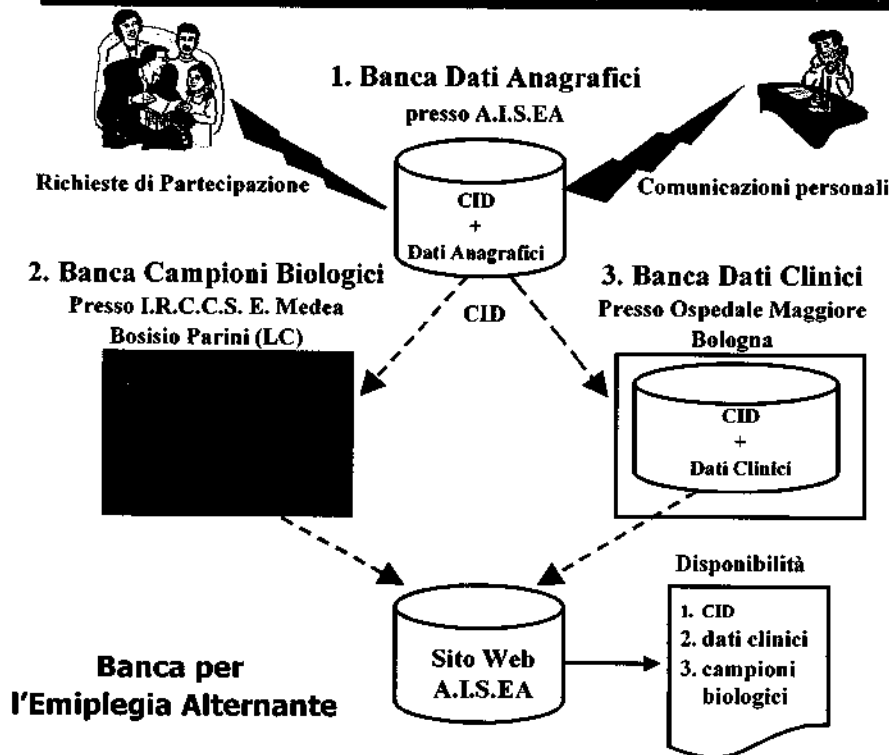 1. Banca Dati Anagrafici
presso A.I.S.EA
Richieste di Partecipazione
Comunicazioni personali
CID
+
Dati Anagrafici
2. Banca Campioni Biologici
Presso I.R.C.C.S. E. Medea
Bosisio Parini (LC)
CID
3. Banca Dati Clinici
Presso Ospedale Maggiore
Bologna
CID
+
Dati Clinici
Sito Web
A.I.S.EA
Disponibilità
1. CID
2. dati clinici
3. campioni
biologici
Banca per
l'Emiplegia Alternante